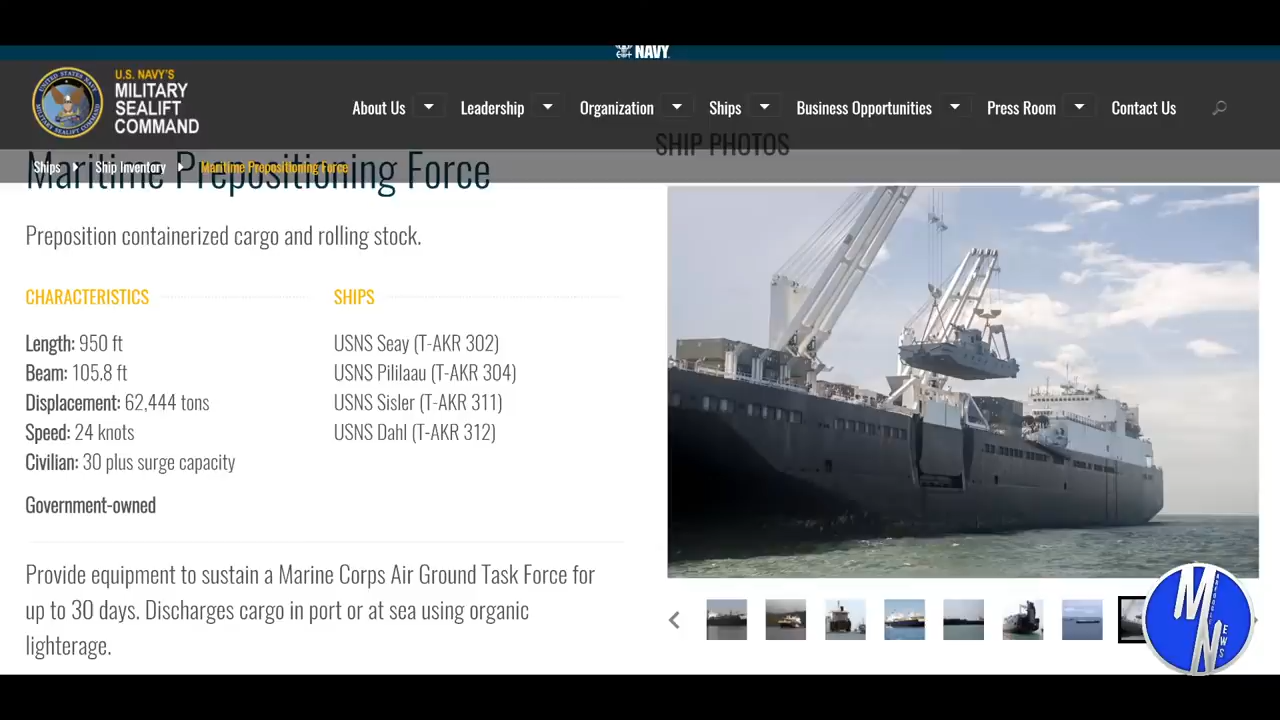 NAVY
U.S. NAVY'S
MILITARY
SEALIFT
COMMAND
About Us
Leadership
Organization
Ships
Business Opportunities
Press Room
Contact Us
SHIP PHOTOS
Ships
Ship Inventory
Maritime Prepositioning Force
Maritime Prepositioning Force
Preposition containerized cargo and rolling stock.
CHARACTERISTICS
Length: 950 ft
Beam: 105.8 ft
Displacement: 62,444 tons
Speed: 24 knots
Civilian: 30 plus surge capacity
Government-owned
SHIPS
USNS Seay (T-AKR 302)
USNS Pililaau (T-AKR 304)
USNS Sisler (T-AKR 311)
USNS Dahl (T-AKR 312)
Provide equipment to sustain a Marine Corps Air Ground Task Force for
up to 30 days. Discharges cargo in port or at sea using organic
lighterage.